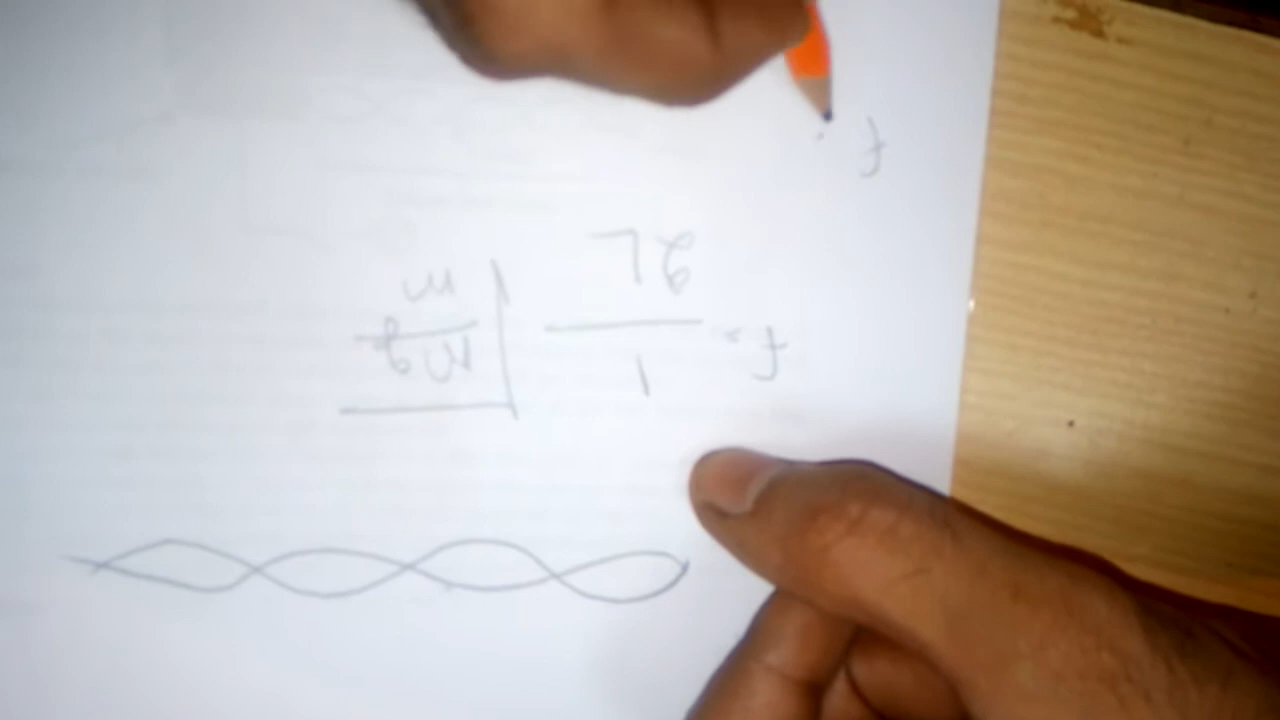 f = 1/2L √Mg/m
f